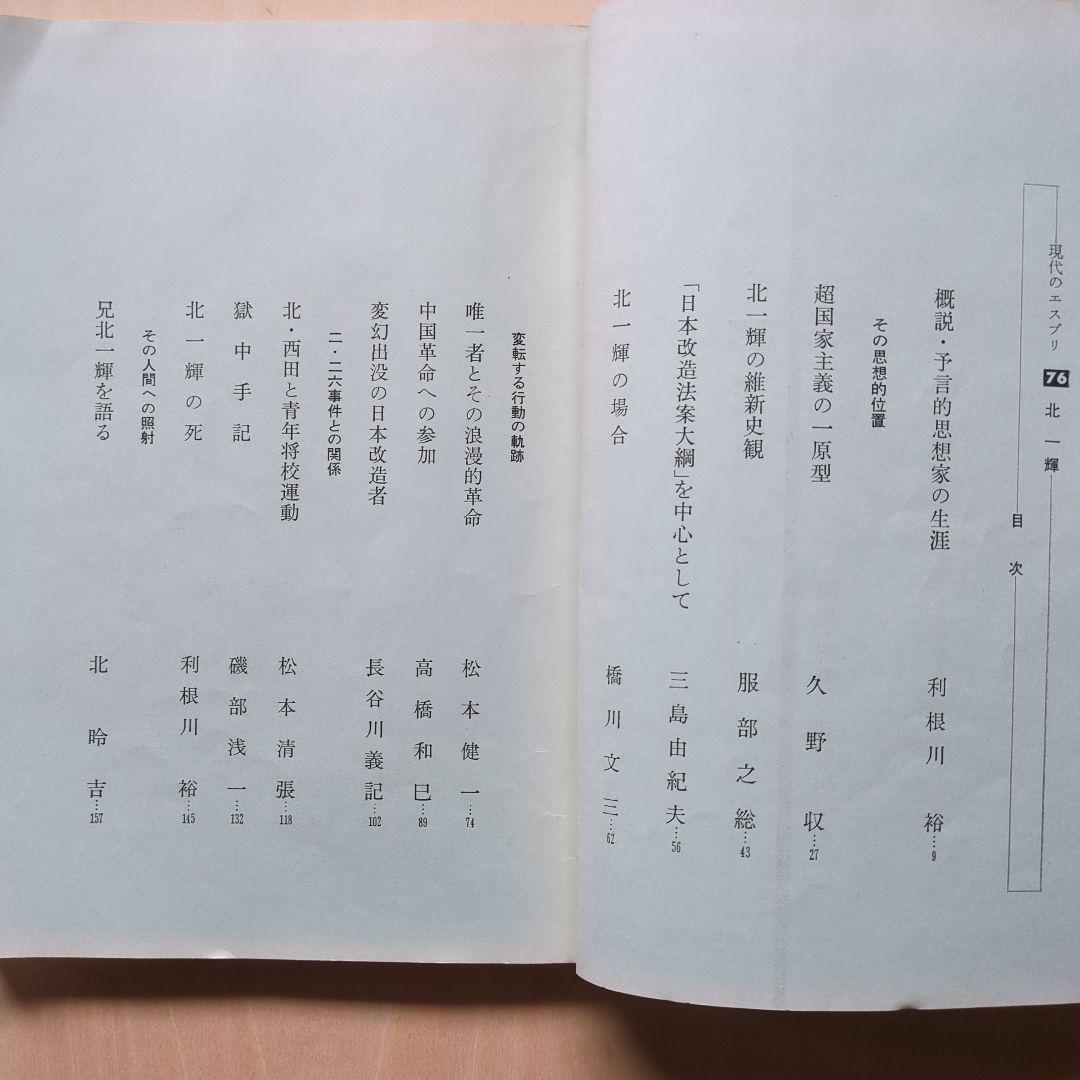 現代のエスプリ 76 北一輝
目次
概説・予言的思想家の生涯 利根川裕…9
その思想的位置
超国家主義の一原型 久野収…27
北一輝の維新史観 服部之総…43
「日本改造法案大綱」を中心として 三島由紀夫…56
北一輝の場合 橋川文三…62
変転する行動の軌跡
唯一者とその浪漫的革命 松本健一…74
中国革命への参加 高橋和巳…89
変幻出没の日本改造者 長谷川義記…102
二・二六事件との関係
北・西田と青年将校運動 松本清張…118
獄中手記 磯部浅一…132
北一輝の死 利根川裕…145
その人間への照射
兄北一輝を語る 北昤吉…157